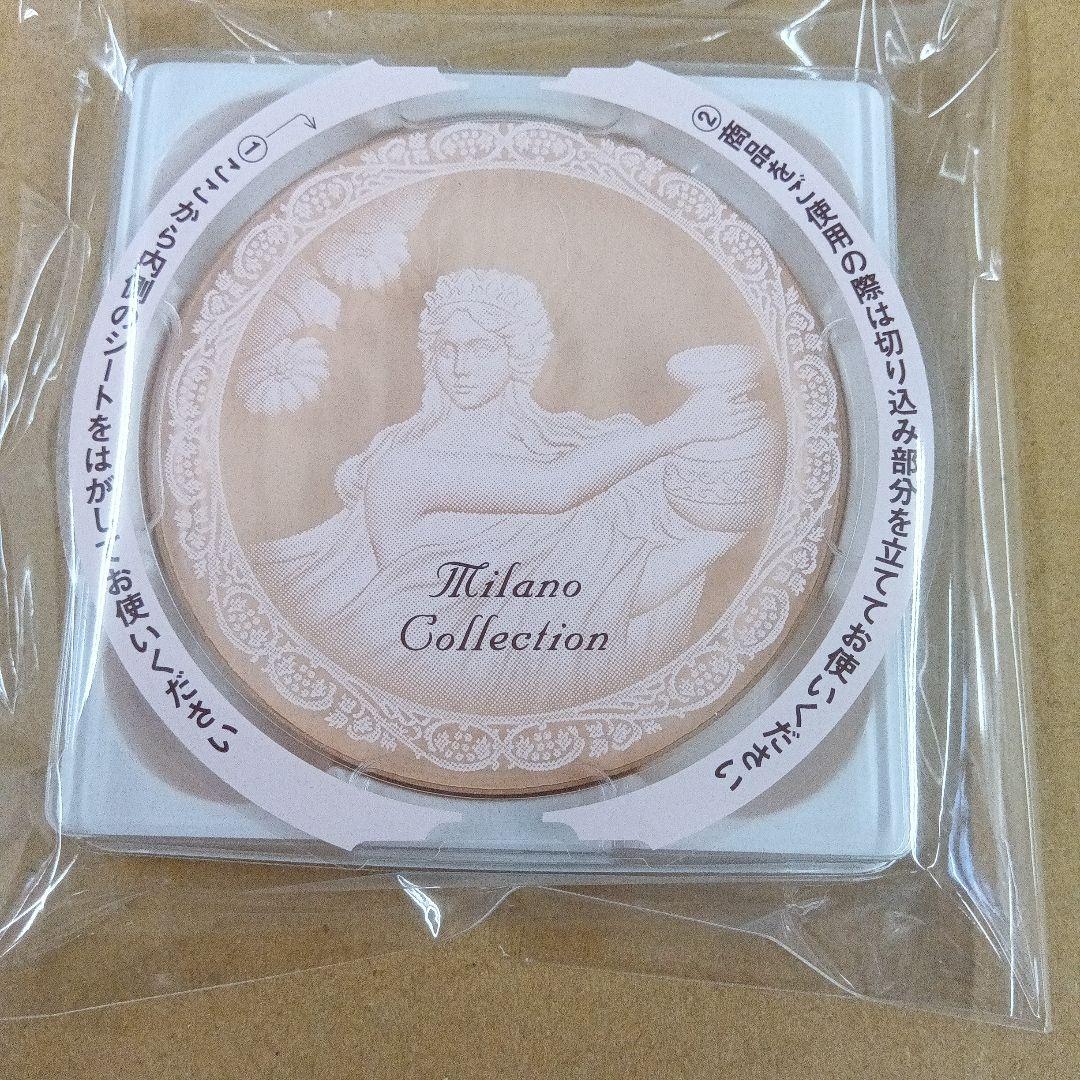 ①ここから内側のシートをはがしてお使いください
②商品をご使用の際は切り込み部分を立ててお使いください
Milano
Collection